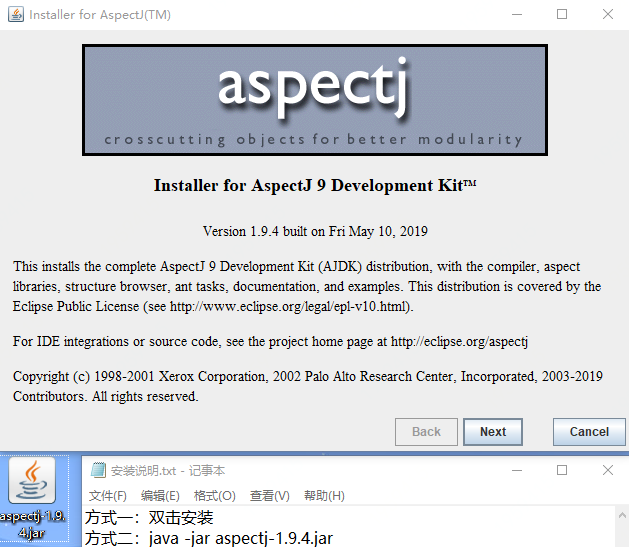 Installer for AspectJ(TM)
aspectj
crosscutting objects for better modularity
Installer for AspectJ 9 Development Kit™
Version 1.9.4 built on Fri May 10, 2019
This installs the complete AspectJ 9 Development Kit (AJDK) distribution, with the compiler, aspect
libraries, structure browser, ant tasks, documentation, and examples. This distribution is covered by the
Eclipse Public License (see http://www.eclipse.org/legal/epl-v10.html).
For IDE integrations or source code, see the project home page at http://eclipse.org/aspectj
Copyright (c) 1998-2001 Xerox Corporation, 2002 Palo Alto Research Center, Incorporated, 2003-2019
Contributors. All rights reserved.
Back Next Cancel
aspectj-1.9.
4.jar
安装说明.txt - 记事本
文件(F) 编辑(E) 格式(O) 查看(V) 帮助(H)
方式一：双击安装
方式二：java -jar aspectj-1.9.4.jar